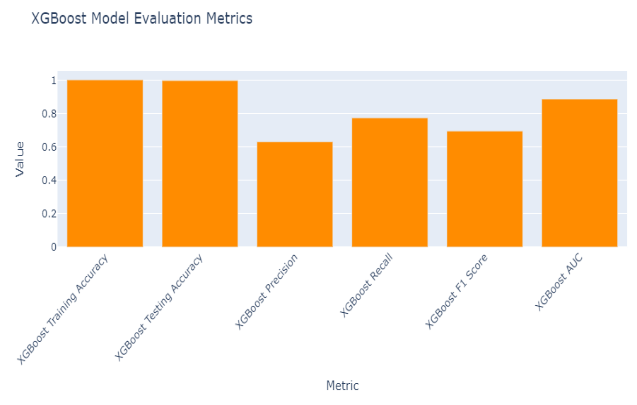 XGBoost Model Evaluation Metrics
1
0.8
0.6
0.4
0.2
0
Value
XGBoost Training Accuracy
XGBoost Testing Accuracy
XGBoost Precision
XGBoost Recall
XGBoost F1 Score
XGBoost AUC
Metric